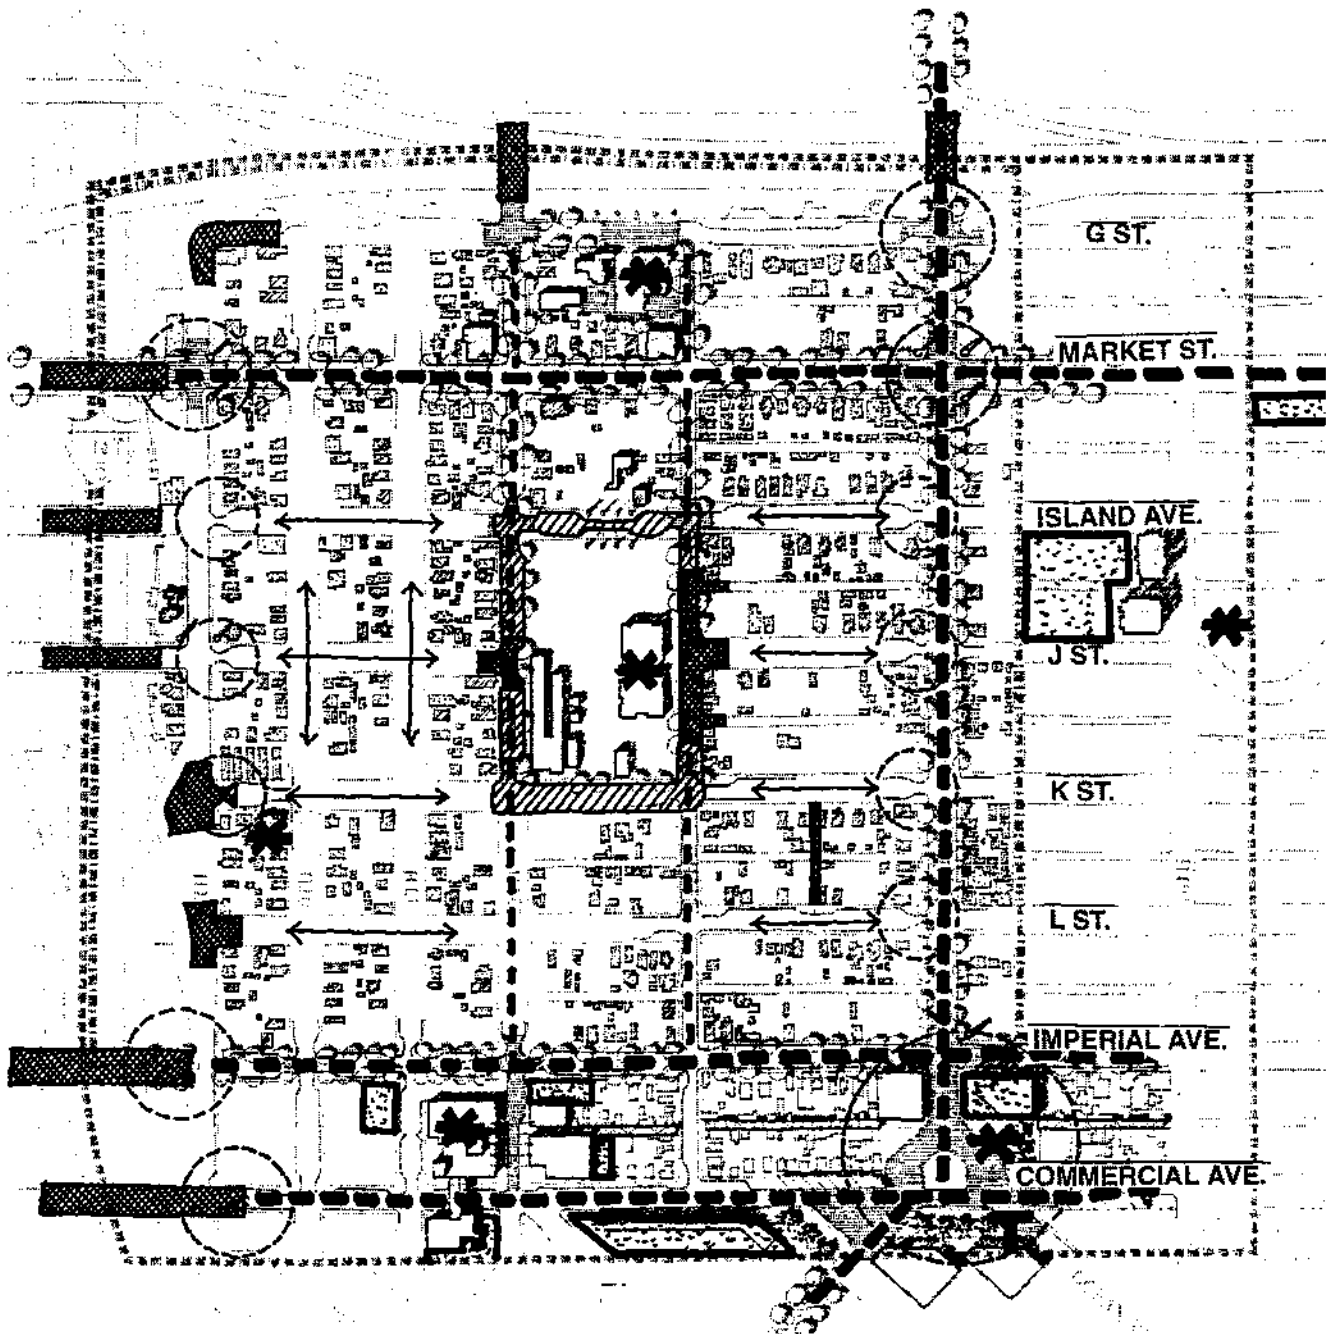 G ST.
MARKET ST.
ISLAND AVE.
J ST.
K ST.
L ST.
IMPERIAL AVE.
COMMERCIAL AVE.